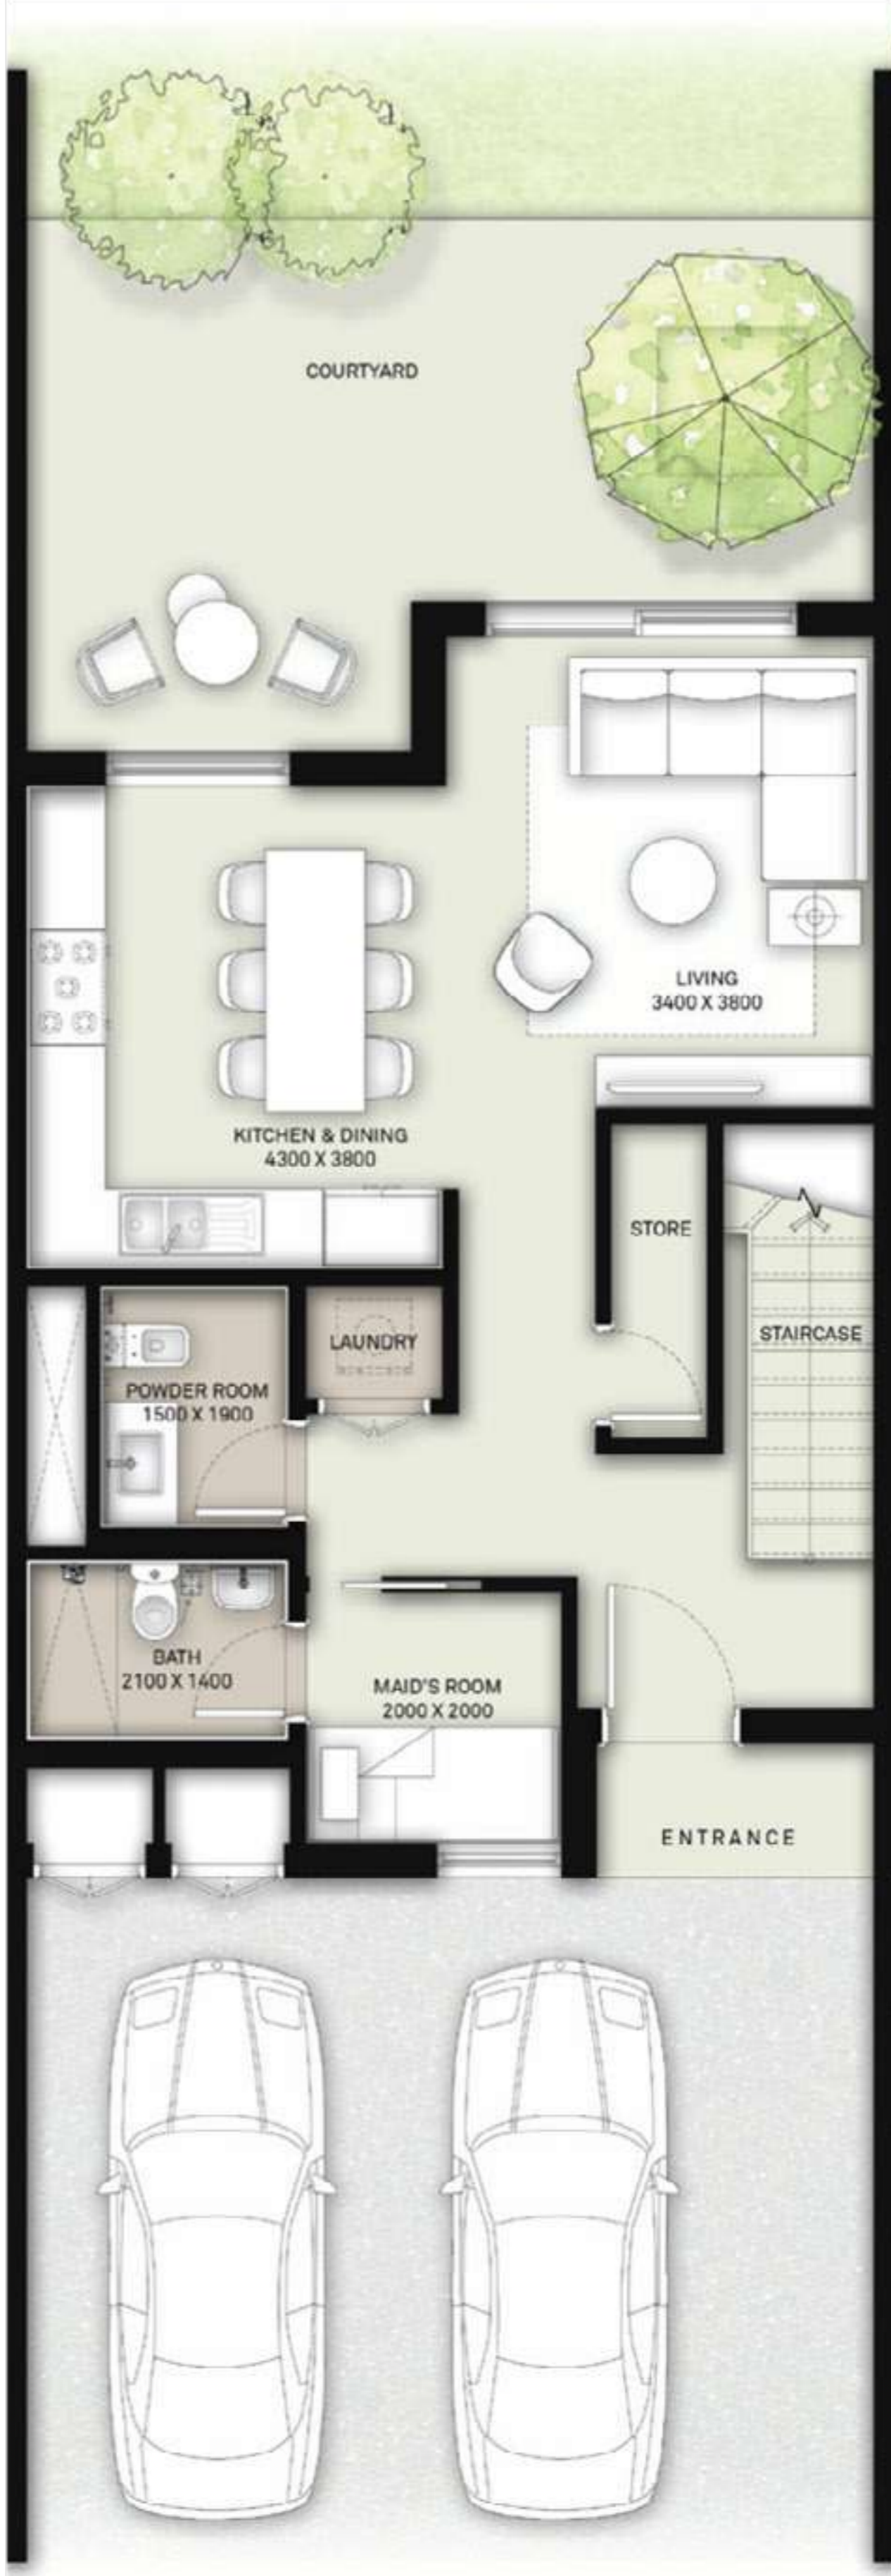 COURTYARD
LIVING
3400 X 3800
KITCHEN & DINING
4300 X 3800
STORE
STAIRCASE
LAUNDRY
POWDER ROOM
1500 X 1900
BATH
2100 X 1400
MAID'S ROOM
2000 X 2000
ENTRANCE